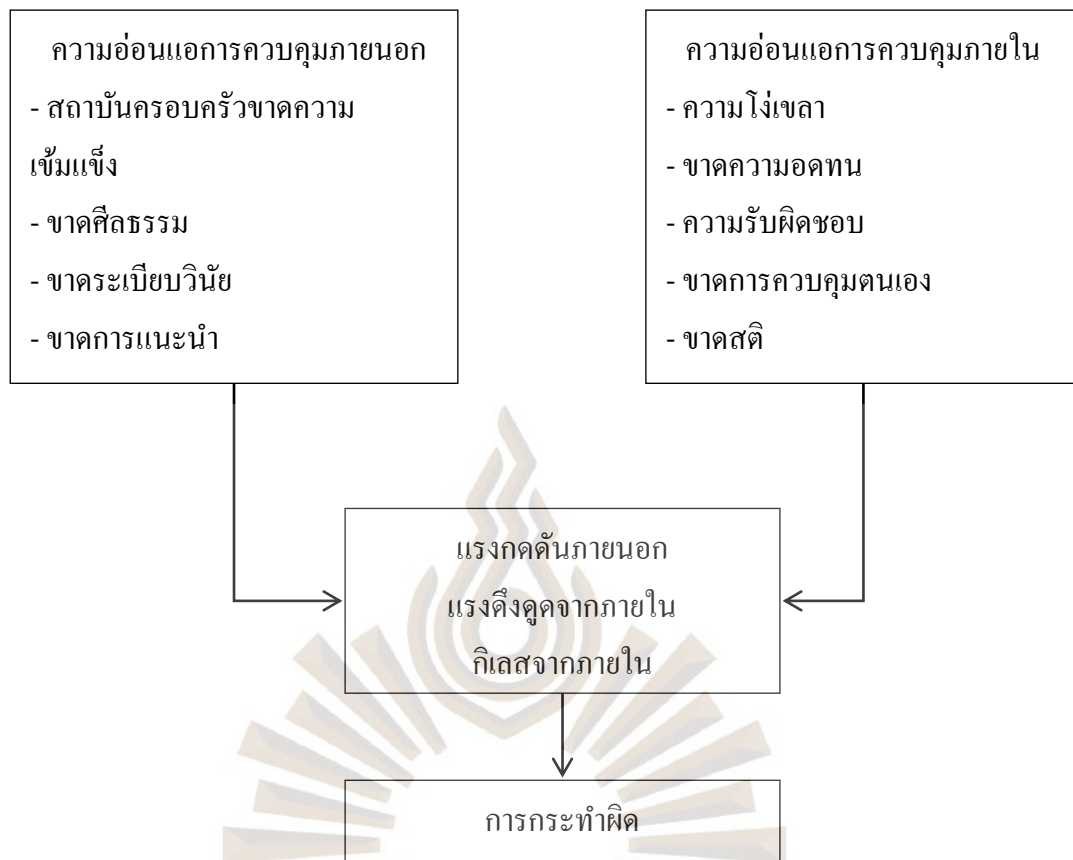 ความอ่อนแอการควบคุมภายนอก
- สถาบันครอบครัวขาดความ
เข้มแข็ง
- ขาดศีลธรรม
- ขาดระเบียบวินัย
- ขาดการแนะนำ
ความอ่อนแอการควบคุมภายใน
- ความโง่เขลา
- ขาดความอดทน
- ความรับผิดชอบ
- ขาดการควบคุมตนเอง
- ขาดสติ
แรงกดดันภายนอก
แรงดึงดูดจากภายใน
กิเลสจากภายใน
การกระทำผิด